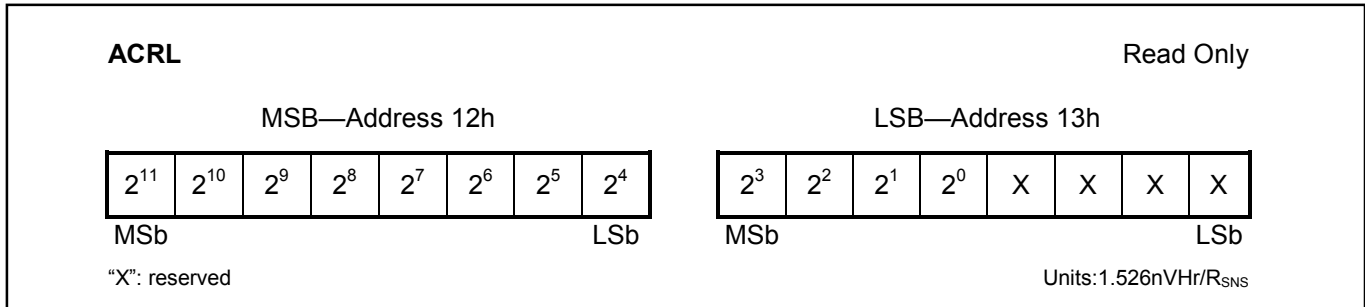 ACRL Read Only
MSB—Address 12h LSB—Address 13h
2¹¹ 2¹⁰ 2⁹ 2⁸ 2⁷ 2⁶ 2⁵ 2⁴ 2³ 2² 2¹ 2⁰ X X X X
MSb LSb MSb LSb
“X”: reserved Units:1.526nVHr/RSNS